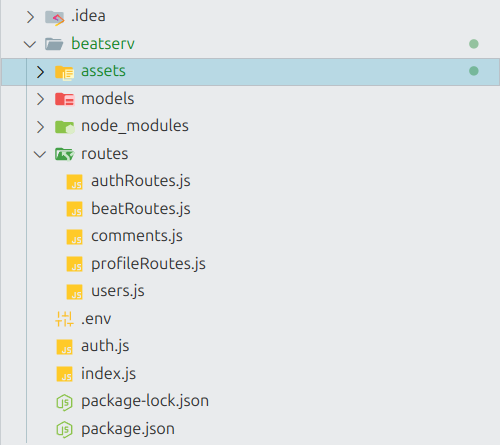 .idea
beatserv
assets
models
node_modules
routes
authRoutes.js
beatRoutes.js
comments.js
profileRoutes.js
users.js
.env
auth.js
index.js
package-lock.json
package.json